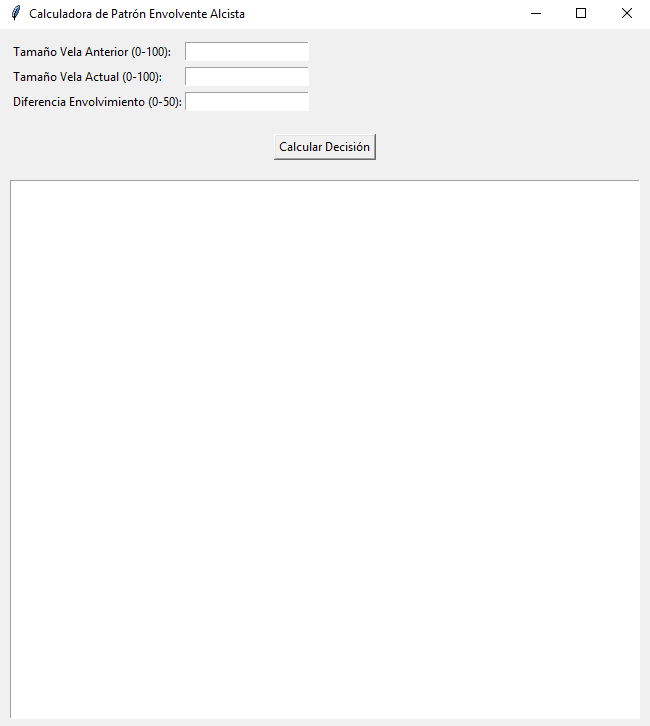 Calculadora de Patrón Envolvente Alcista
Tamaño Vela Anterior (0-100):
Tamaño Vela Actual (0-100):
Diferencia Envolvimiento (0-50):
Calcular Decisión